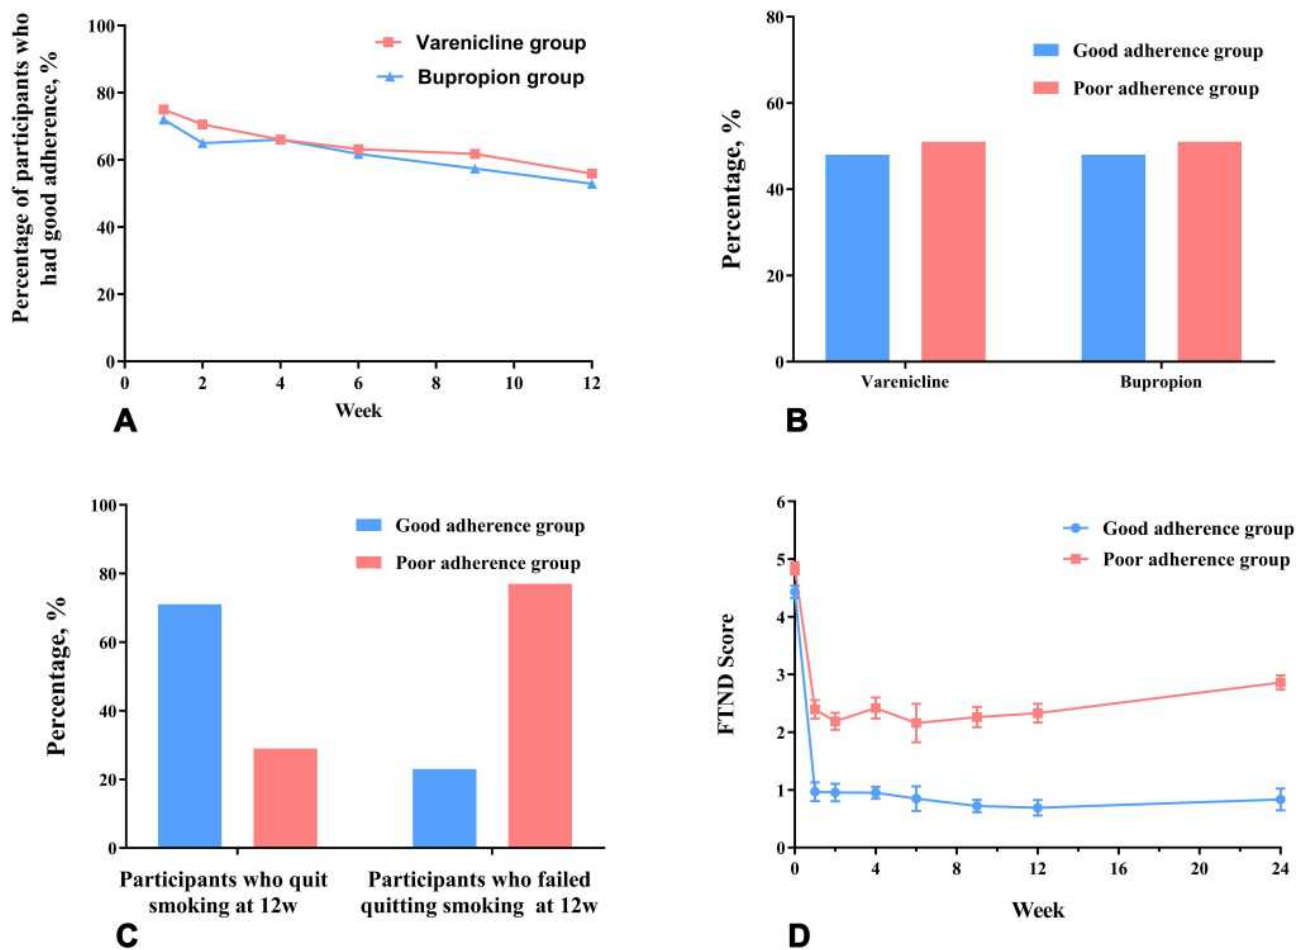 Percentage of participants who
had good adherence, %
100
80
60
40
20
0
0 2 4 6 8 10 12
Week
Varenicline group
Bupropion group
A
Percentage, %
80
60
40
20
0
Good adherence group
Poor adherence group
Varenicline Bupropion
B
Percentage, %
100
80
60
40
20
0
Good adherence group
Poor adherence group
Participants who quit
smoking at 12w
Participants who failed
quitting smoking at 12w
C
FTND Score
6
5
4
3
2
1
0
Good adherence group
Poor adherence group
0 4 8 12 16 20 24
Week
D